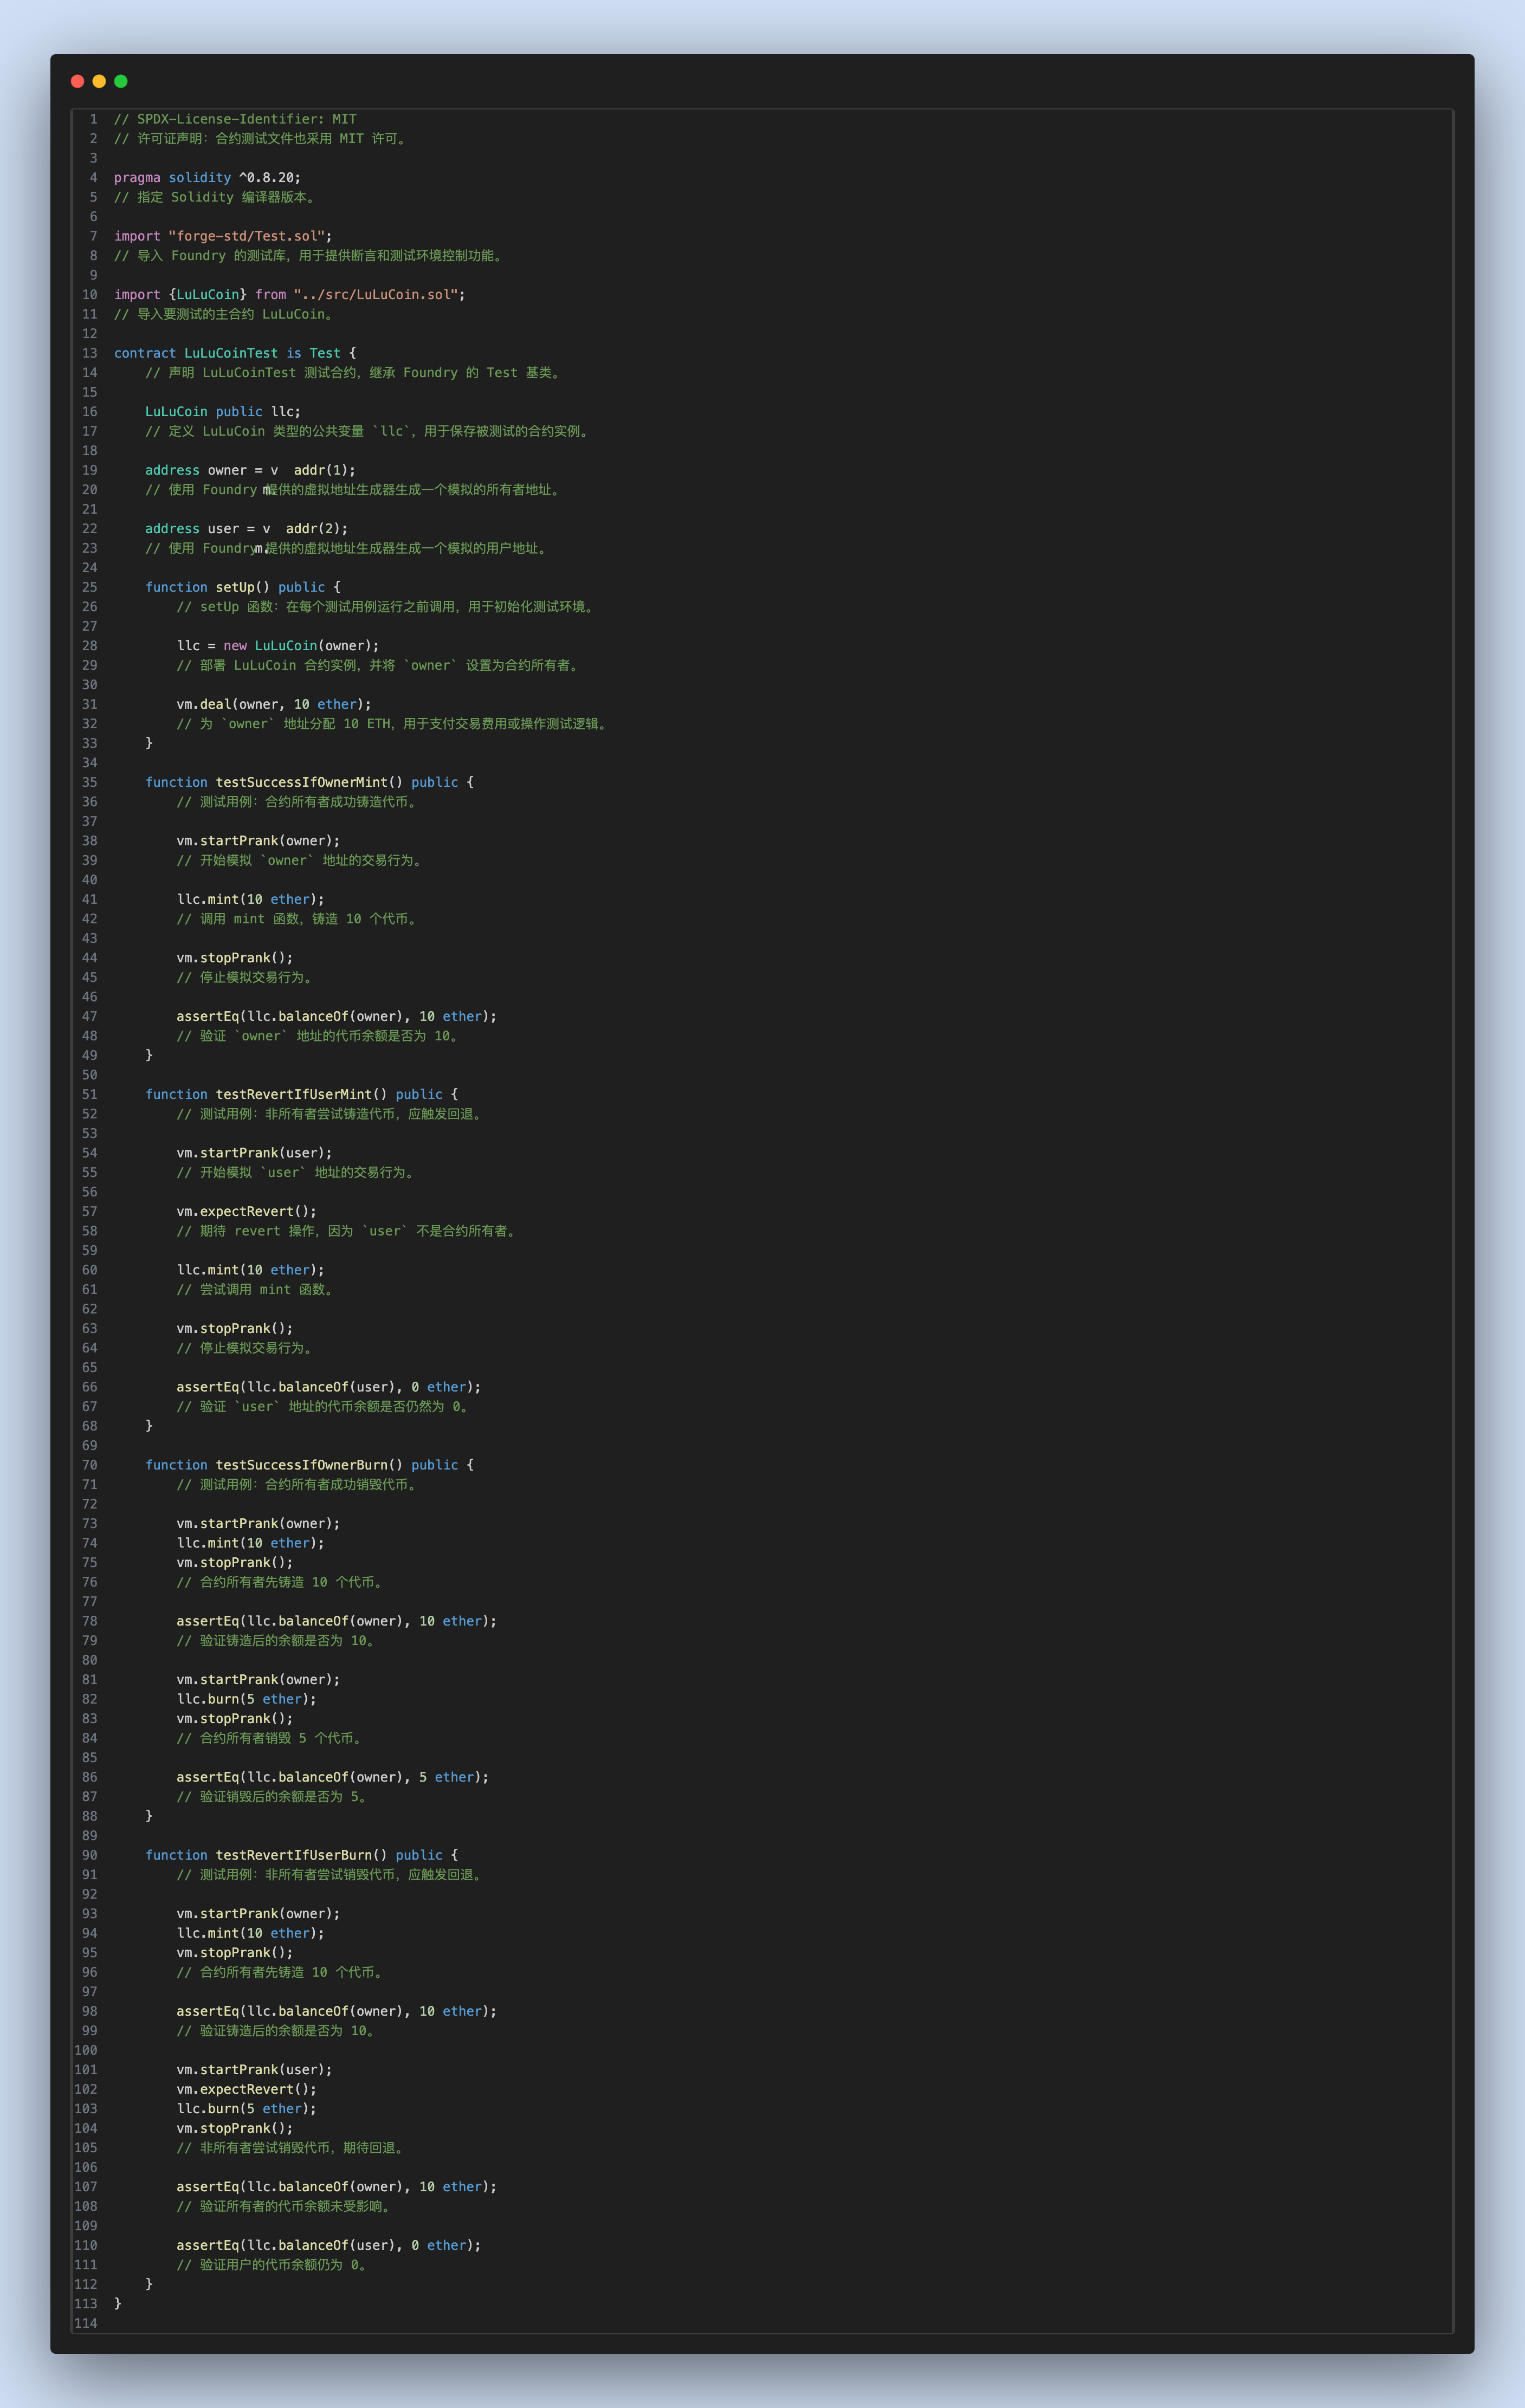 1 // SPDX-License-Identifier: MIT
2 // 许可证声明：合约测试文件也采用 MIT 许可。
3
4 pragma solidity ^0.8.20;
5 // 指定 Solidity 编译器版本。
6
7 import "forge-std/Test.sol";
8 // 导入 Foundry 的测试库，用于提供断言和测试环境控制功能。
9
10 import {LuLuCoin} from "../src/LuLuCoin.sol";
11 // 导入要测试的主合约 LuLuCoin。
12
13 contract LuLuCoinTest is Test {
14 // 声明 LuLuCoinTest 测试合约，继承 Foundry 的 Test 基类。
15
16 LuLuCoin public llc;
17 // 定义 LuLuCoin 类型的公共变量 `llc`，用于保存被测试的合约实例。
18
19 address owner = v  addr(1);
20 // 使用 Foundry m.提供的虚拟地址生成器生成一个模拟的所有者地址。
21
22 address user = v  addr(2);
23 // 使用 Foundry m.提供的虚拟地址生成器生成一个模拟的用户地址。
24
25 function setUp() public {
26 // setUp 函数：在每个测试用例运行之前调用，用于初始化测试环境。
27
28 llc = new LuLuCoin(owner);
29 // 部署 LuLuCoin 合约实例，并将 `owner` 设置为合约所有者。
30
31 vm.deal(owner, 10 ether);
32 // 为 `owner` 地址分配 10 ETH，用于支付交易费用或操作测试逻辑。
33 }
34
35 function testSuccessIfOwnerMint() public {
36 // 测试用例：合约所有者成功铸造代币。
37
38 vm.startPrank(owner);
39 // 开始模拟 `owner` 地址的交易行为。
40
41 llc.mint(10 ether);
42 // 调用 mint 函数，铸造 10 个代币。
43
44 vm.stopPrank();
45 // 停止模拟交易行为。
46
47 assertEq(llc.balanceOf(owner), 10 ether);
48 // 验证 `owner` 地址的代币余额是否为 10。
49 }
50
51 function testRevertIfUserMint() public {
52 // 测试用例：非所有者尝试铸造代币，应触发回退。
53
54 vm.startPrank(user);
55 // 开始模拟 `user` 地址的交易行为。
56
57 vm.expectRevert();
58 // 期待 revert 操作，因为 `user` 不是合约所有者。
59
60 llc.mint(10 ether);
61 // 尝试调用 mint 函数。
62
63 vm.stopPrank();
64 // 停止模拟交易行为。
65
66 assertEq(llc.balanceOf(user), 0 ether);
67 // 验证 `user` 地址的代币余额是否仍然为 0。
68 }
69
70 function testSuccessIfOwnerBurn() public {
71 // 测试用例：合约所有者成功销毁代币。
72
73 vm.startPrank(owner);
74 llc.mint(10 ether);
75 vm.stopPrank();
76 // 合约所有者先铸造 10 个代币。
77
78 assertEq(llc.balanceOf(owner), 10 ether);
79 // 验证铸造后的余额是否为 10。
80
81 vm.startPrank(owner);
82 llc.burn(5 ether);
83 vm.stopPrank();
84 // 合约所有者销毁 5 个代币。
85
86 assertEq(llc.balanceOf(owner), 5 ether);
87 // 验证销毁后的余额是否为 5。
88 }
89
90 function testRevertIfUserBurn() public {
91 // 测试用例：非所有者尝试销毁代币，应触发回退。
92
93 vm.startPrank(owner);
94 llc.mint(10 ether);
95 vm.stopPrank();
96 // 合约所有者先铸造 10 个代币。
97
98 assertEq(llc.balanceOf(owner), 10 ether);
99 // 验证铸造后的余额是否为 10。
100
101 vm.startPrank(user);
102 vm.expectRevert();
103 llc.burn(5 ether);
104 vm.stopPrank();
105 // 非所有者尝试销毁代币，期待回退。
106
107 assertEq(llc.balanceOf(owner), 10 ether);
108 // 验证所有者的代币余额未受影响。
109
110 assertEq(llc.balanceOf(user), 0 ether);
111 // 验证用户的代币余额仍为 0。
112 }
113 }
114